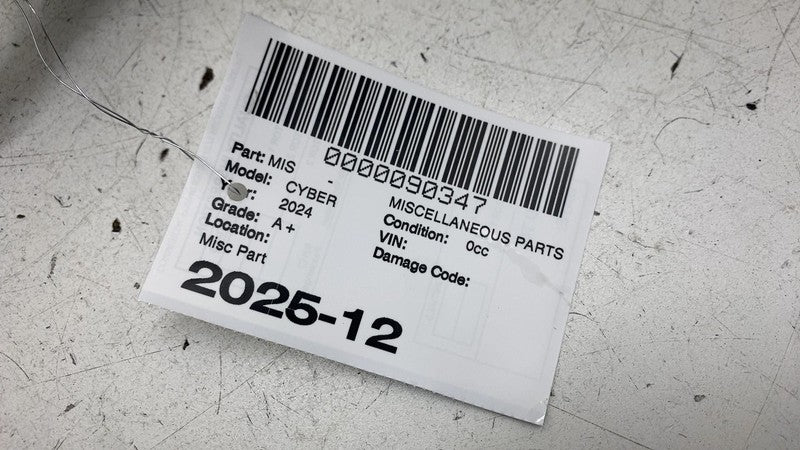 0000090347
Part: MIS - MISCELLANEOUS PARTS
Model: CYBER Condition: 0cc
Year: 2024 VIN:
Grade: A+ Damage Code:
Location:
Misc Part
2025-12